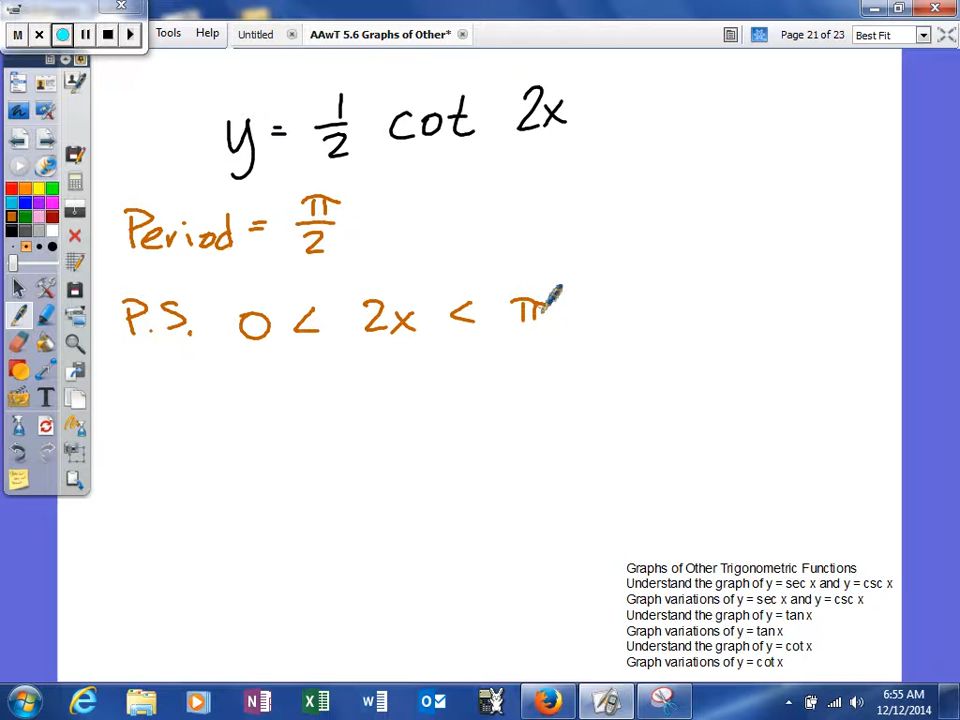 M
Tools Help Untitled AAwT 5.6 Graphs of Other* Page 21 of 23 Best Fit
y = 1/2 cot 2x
Period = π/2
P.S. 0 < 2x < π
Graphs of Other Trigonometric Functions
Understand the graph of y = sec x and y = csc x
Graph variations of y = sec x and y = csc x
Understand the graph of y = tan x
Graph variations of y = tan x
Understand the graph of y = cot x
Graph variations of y = cot x
6:55 AM
12/12/2014